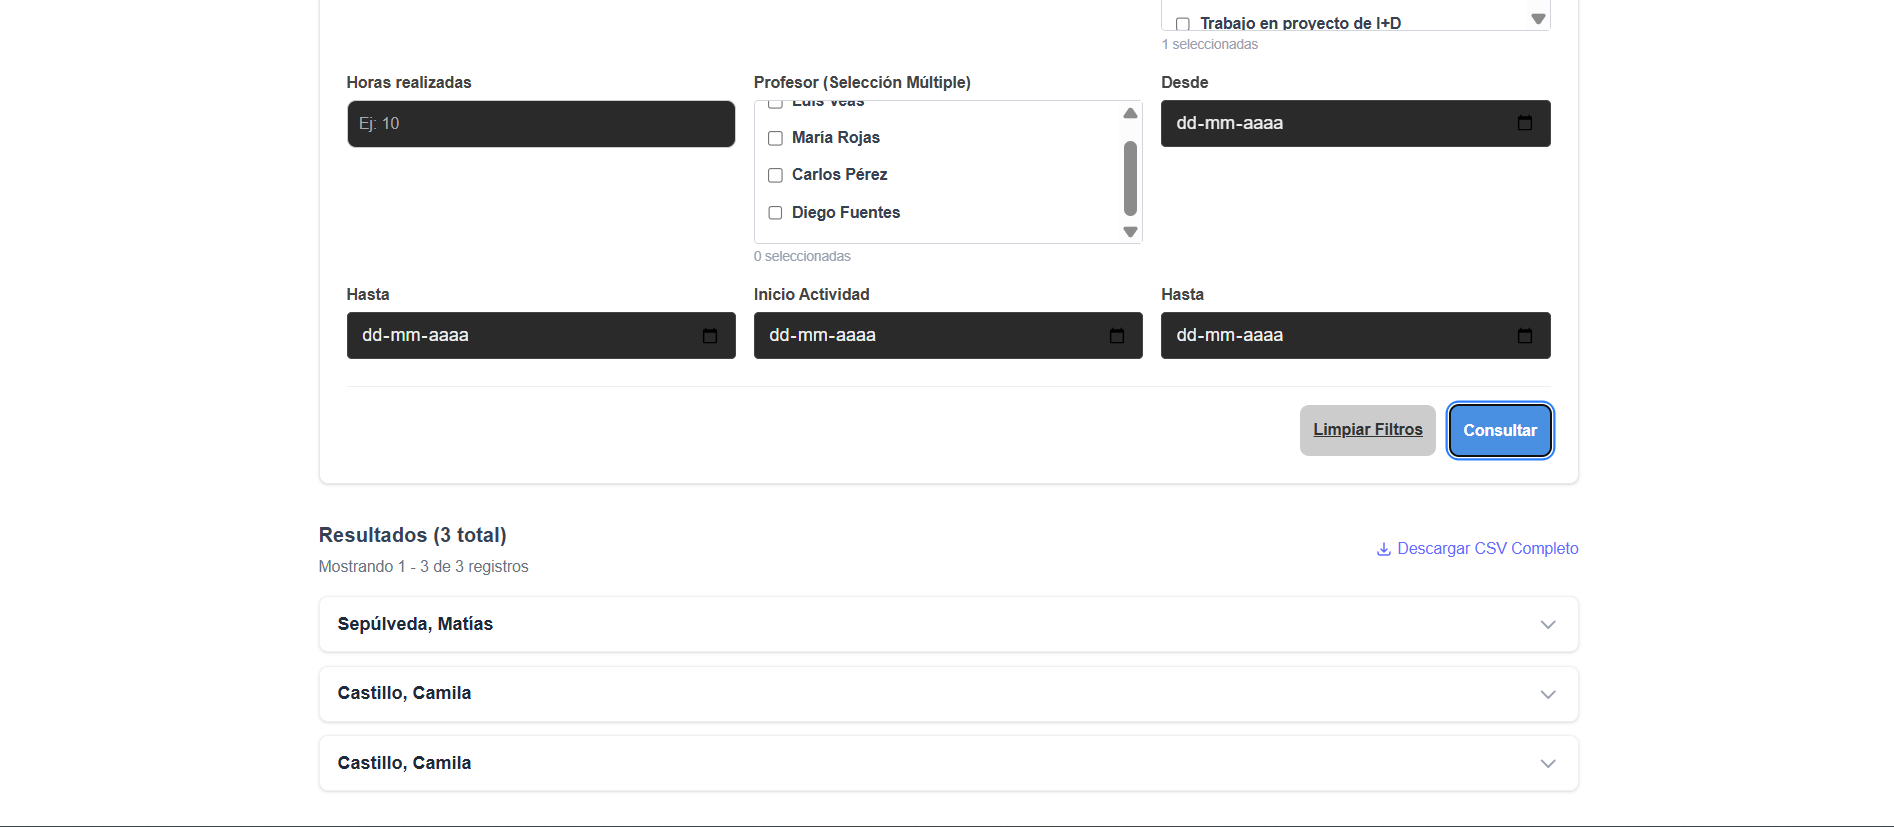 Trabajo en proyecto de I+D
1 seleccionadas
Horas realizadas
Profesor (Selección Múltiple)
Desde
Ej: 10
Luis Veas
María Rojas
Carlos Pérez
Diego Fuentes
dd-mm-aaaa
0 seleccionadas
Hasta
Inicio Actividad
Hasta
dd-mm-aaaa
dd-mm-aaaa
dd-mm-aaaa
Limpiar Filtros
Consultar
Resultados (3 total)
Mostrando 1 - 3 de 3 registros
Descargar CSV Completo
Sepúlveda, Matías
Castillo, Camila
Castillo, Camila